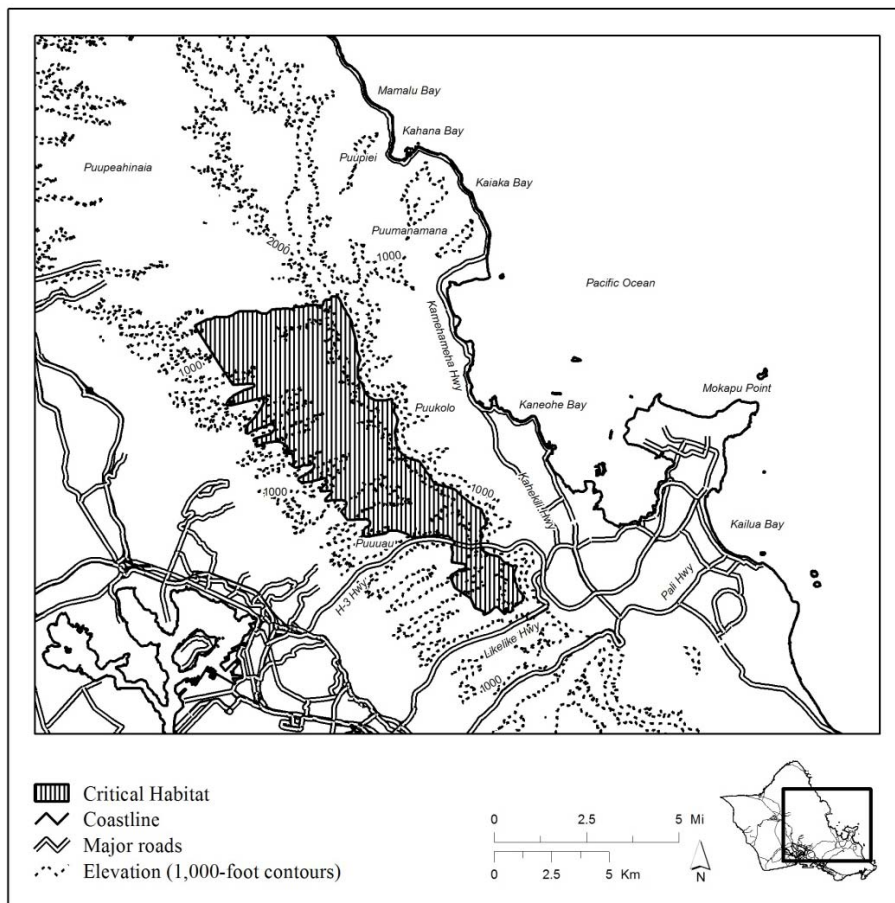 Mamalu Bay
Kahana Bay
Puupiei
Puupeahinaia
Kaiaka Bay
Puumanamana
2000
1000
Pacific Ocean
Kamehameha Hwy
1000
Mokapu Point
Puukolo
Kaneohe Bay
1000
1000
Kahekili Hwy
Kailua Bay
Puuuau
H-3 Hwy
Pali Hwy
Likelike Hwy
1000
Critical Habitat
Coastline
Major roads
Elevation (1,000-foot contours)
0 2.5 5 Mi
0 2.5 5 Km
N